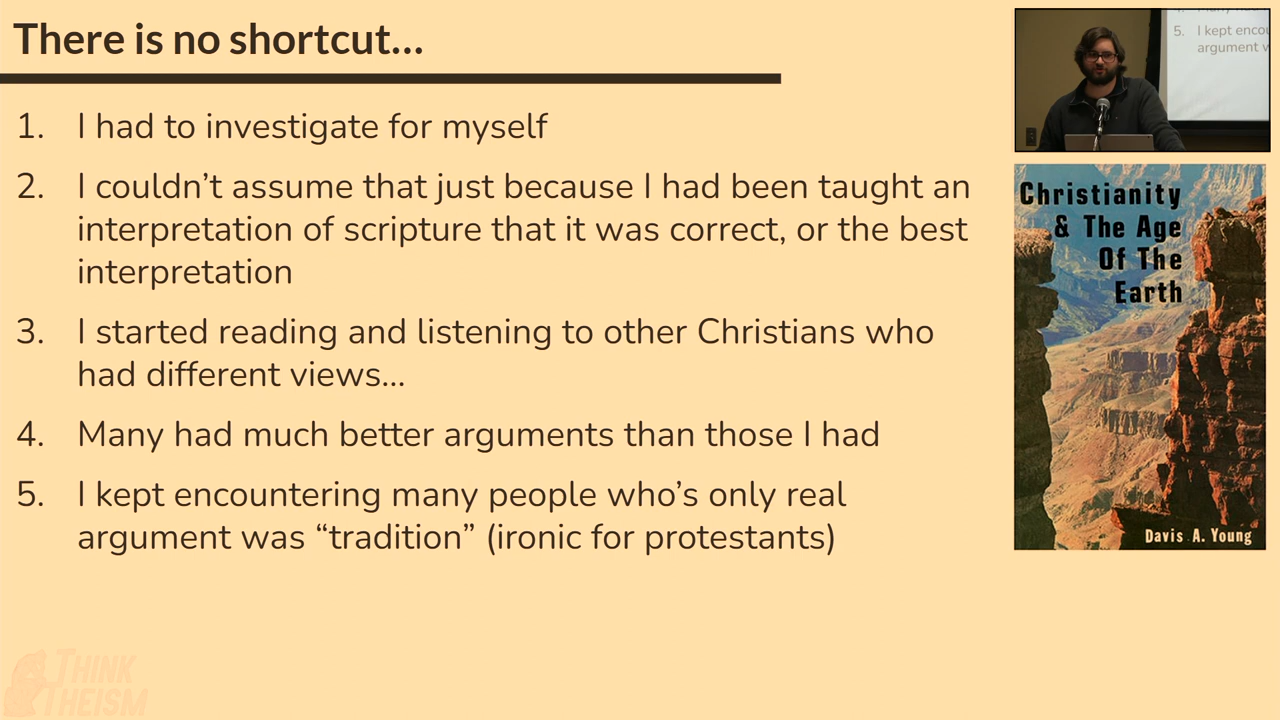 There is no shortcut...
1. I had to investigate for myself
2. I couldn’t assume that just because I had been taught an
interpretation of scripture that it was correct, or the best
interpretation
3. I started reading and listening to other Christians who
had different views...
4. Many had much better arguments than those I had
5. I kept encountering many people who’s only real
argument was “tradition” (ironic for protestants)
5. I kept encou
argument w
Christianity
& The Age
Of The
Earth
Davis A. Young
THINK
THEISM